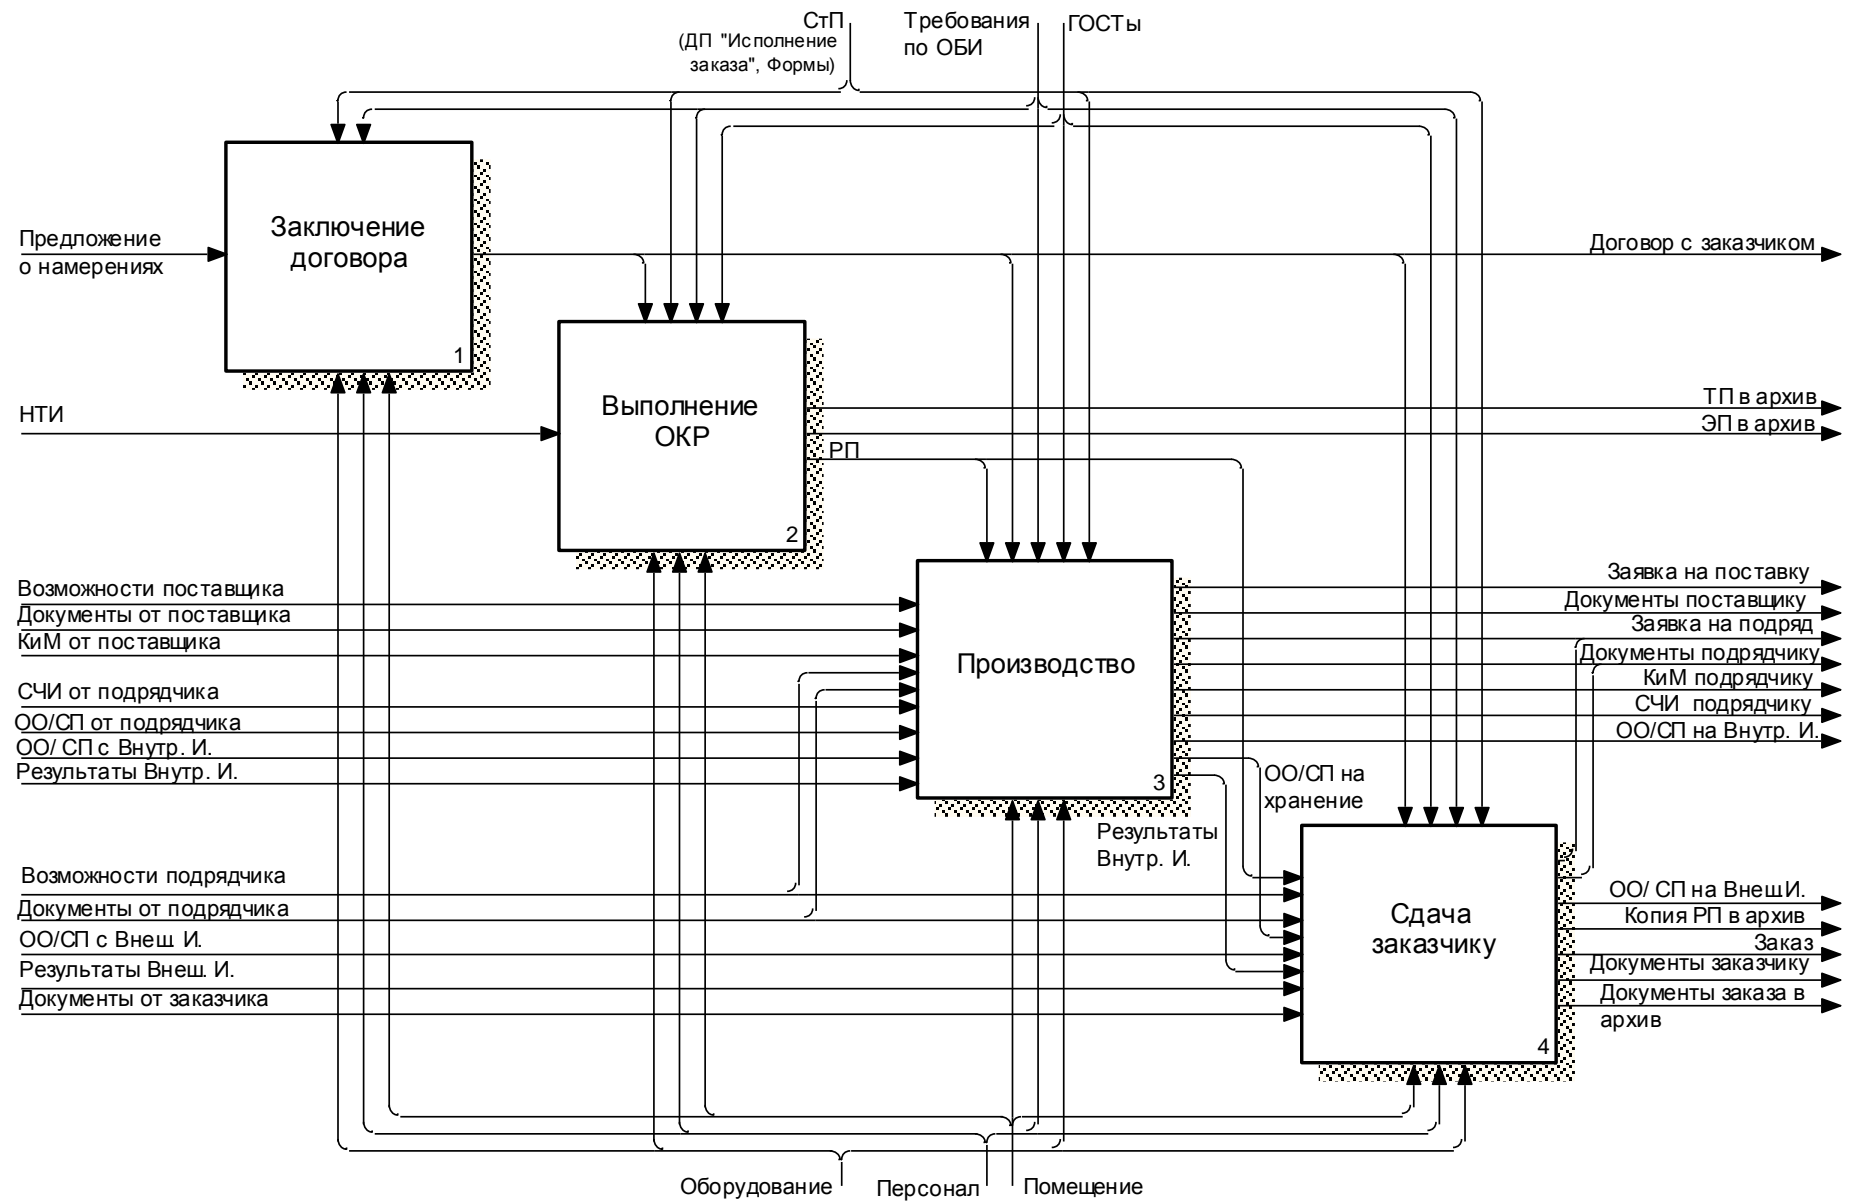 СтП
(ДП "Исполнение
заказа", Формы)
Требования
по ОБИ
ГОСТы
Заключение
договора
1
Предложение
о намерениях
Договор с заказчиком
НТИ
Выполнение
ОКР
2
ТП в архив
ЭП в архив
РП
Возможности поставщика
Документы от поставщика
КиМ от поставщика
СЧИ от подрядчика
ОО/СП от подрядчика
ОО/ СП с Внутр. И.
Результаты Внутр. И.
Производство
3
Заявка на поставку
Документы поставщику
Заявка на подряд
Документы подрядчику
КиМ подрядчику
СЧИ подрядчику
ОО/СП на Внутр. И.
ОО/СП на
хранение
Результаты
Внутр. И.
Возможности подрядчика
Документы от подрядчика
ОО/СП с Внеш. И.
Результаты Внеш. И.
Документы от заказчика
Сдача
заказчику
4
ОО/ СП на Внеш.И.
Копия РП в архив
Заказ
Документы заказчику
Документы заказа в
архив
Оборудование
Персонал
Помещение